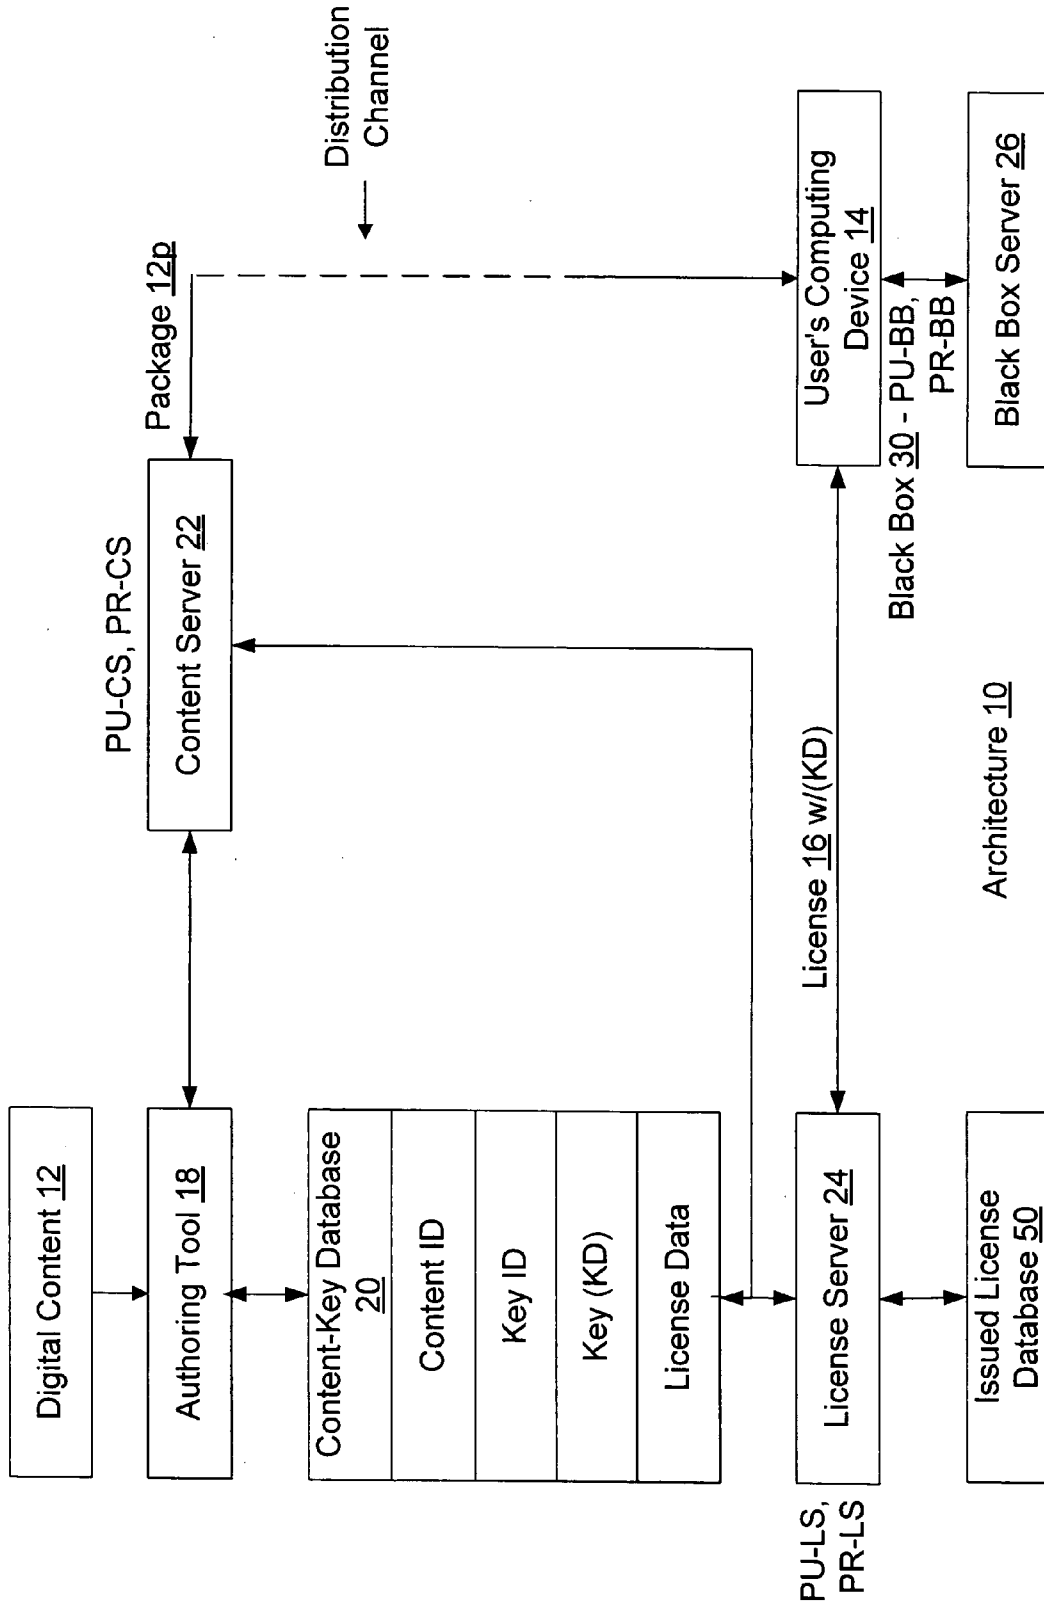 Digital Content 12
Authoring Tool 18
Content-Key Database
20
Content ID
Key ID
Key (KD)
License Data
PU-LS,
PR-LS
License Server 24
Issued License
Database 50
PU-CS, PR-CS
Content Server 22
Package 12p
Distribution
Channel
License 16 w/(KD)
User's Computing
Device 14
Black Box 30 - PU-BB,
PR-BB
Black Box Server 26
Architecture 10